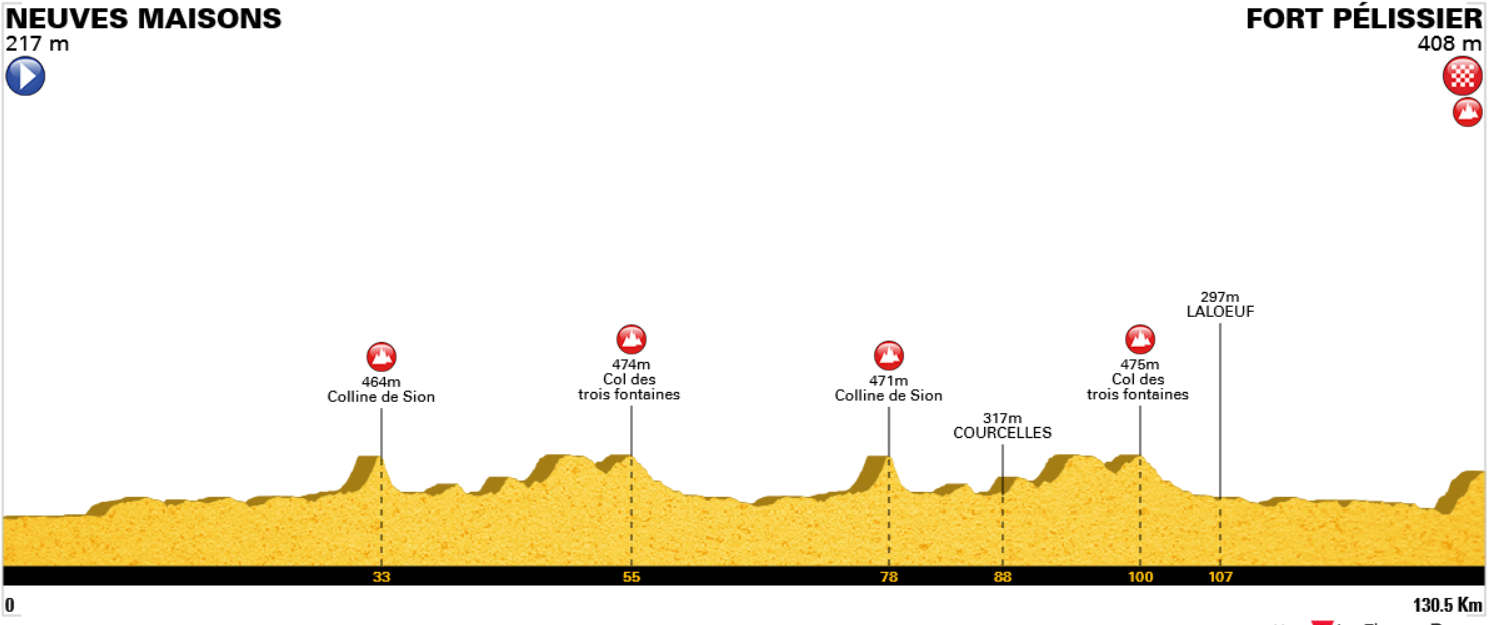 NEUVES MAISONS
217 m
FORT PÉLISSIER
408 m
464m
Colline de Sion
474m
Col des
trois fontaines
471m
Colline de Sion
317m
COURCELLES
475m
Col des
trois fontaines
297m
LALOEUF
33
55
78
88
100
107
0
130.5 Km